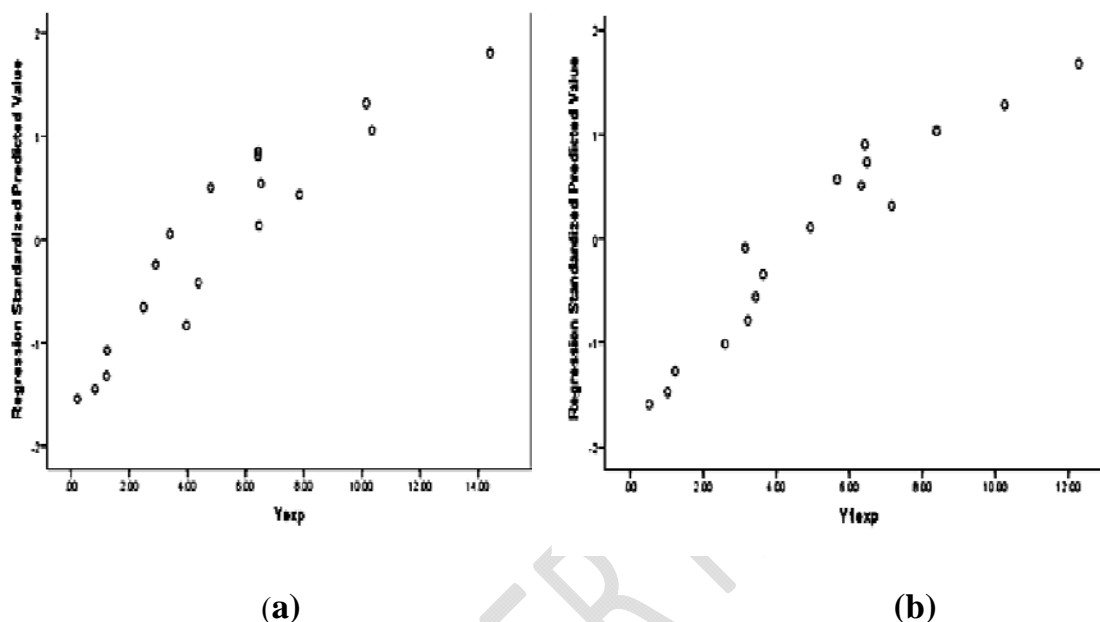 Regression Standardized Predicted Value
2
1
0
-1
-2
.00 2.00 4.00 6.00 8.00 10.00 12.00 14.00
Yexp
(a)
Regression Standardized Predicted Value
2
1
0
-1
-2
.00 2.00 4.00 6.00 8.00 10.00 12.00
Y1exp
(b)